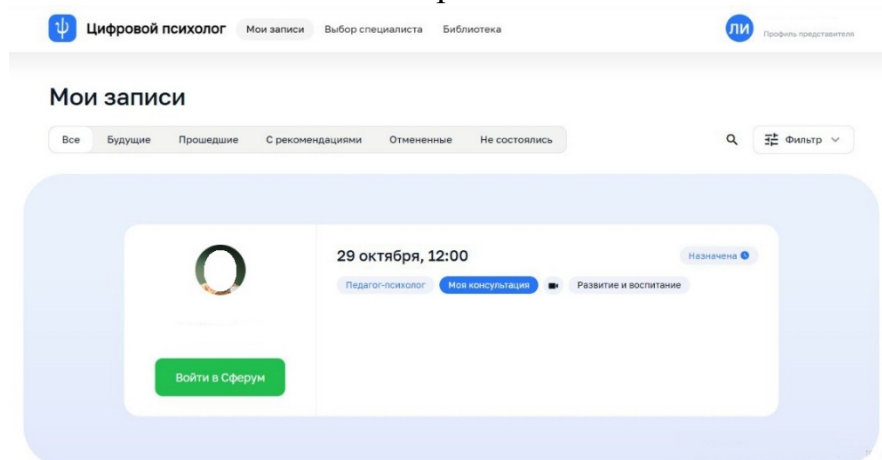 Цифровой психолог Мои записи Выбор специалиста Библиотека ЛИ Профиль представителя
Мои записи
Все Будущие Прошедшие С рекомендациями Отмененные Не состоялись Фильтр
29 октября, 12:00 Назначена
Педагог-психолог Моя консультация Развитие и воспитание
Войти в Сферум